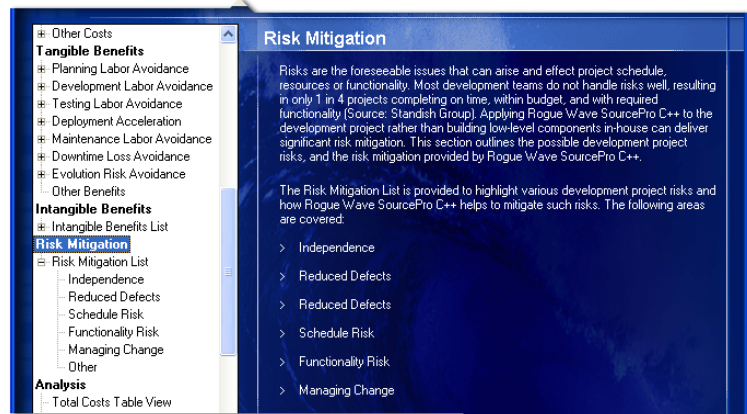 Other Costs
Tangible Benefits
Planning Labor Avoidance
Development Labor Avoidance
Testing Labor Avoidance
Deployment Acceleration
Maintenance Labor Avoidance
Downtime Loss Avoidance
Evolution Risk Avoidance
Other Benefits
Intangible Benefits
Intangible Benefits List
Risk Mitigation
Risk Mitigation List
Independence
Reduced Defects
Schedule Risk
Functionality Risk
Managing Change
Other
Analysis
Total Costs Table View
Risk Mitigation
Risks are the foreseeable issues that can arise and effect project schedule,
resources or functionality. Most development teams do not handle risks well, resulting
in only 1 in 4 projects completing on time, within budget, and with required
functionality (Source: Standish Group). Applying Rogue Wave SourcePro C++ to the
development project rather than building low-level components in-house can deliver
significant risk mitigation. This section outlines the possible development project
risks, and the risk mitigation provided by Rogue Wave SourcePro C++.
The Risk Mitigation List is provided to highlight various development project risks and
how Rogue Wave SourcePro C++ helps to mitigate such risks. The following areas
are covered:
> Independence
> Reduced Defects
> Reduced Defects
> Schedule Risk
> Functionality Risk
> Managing Change